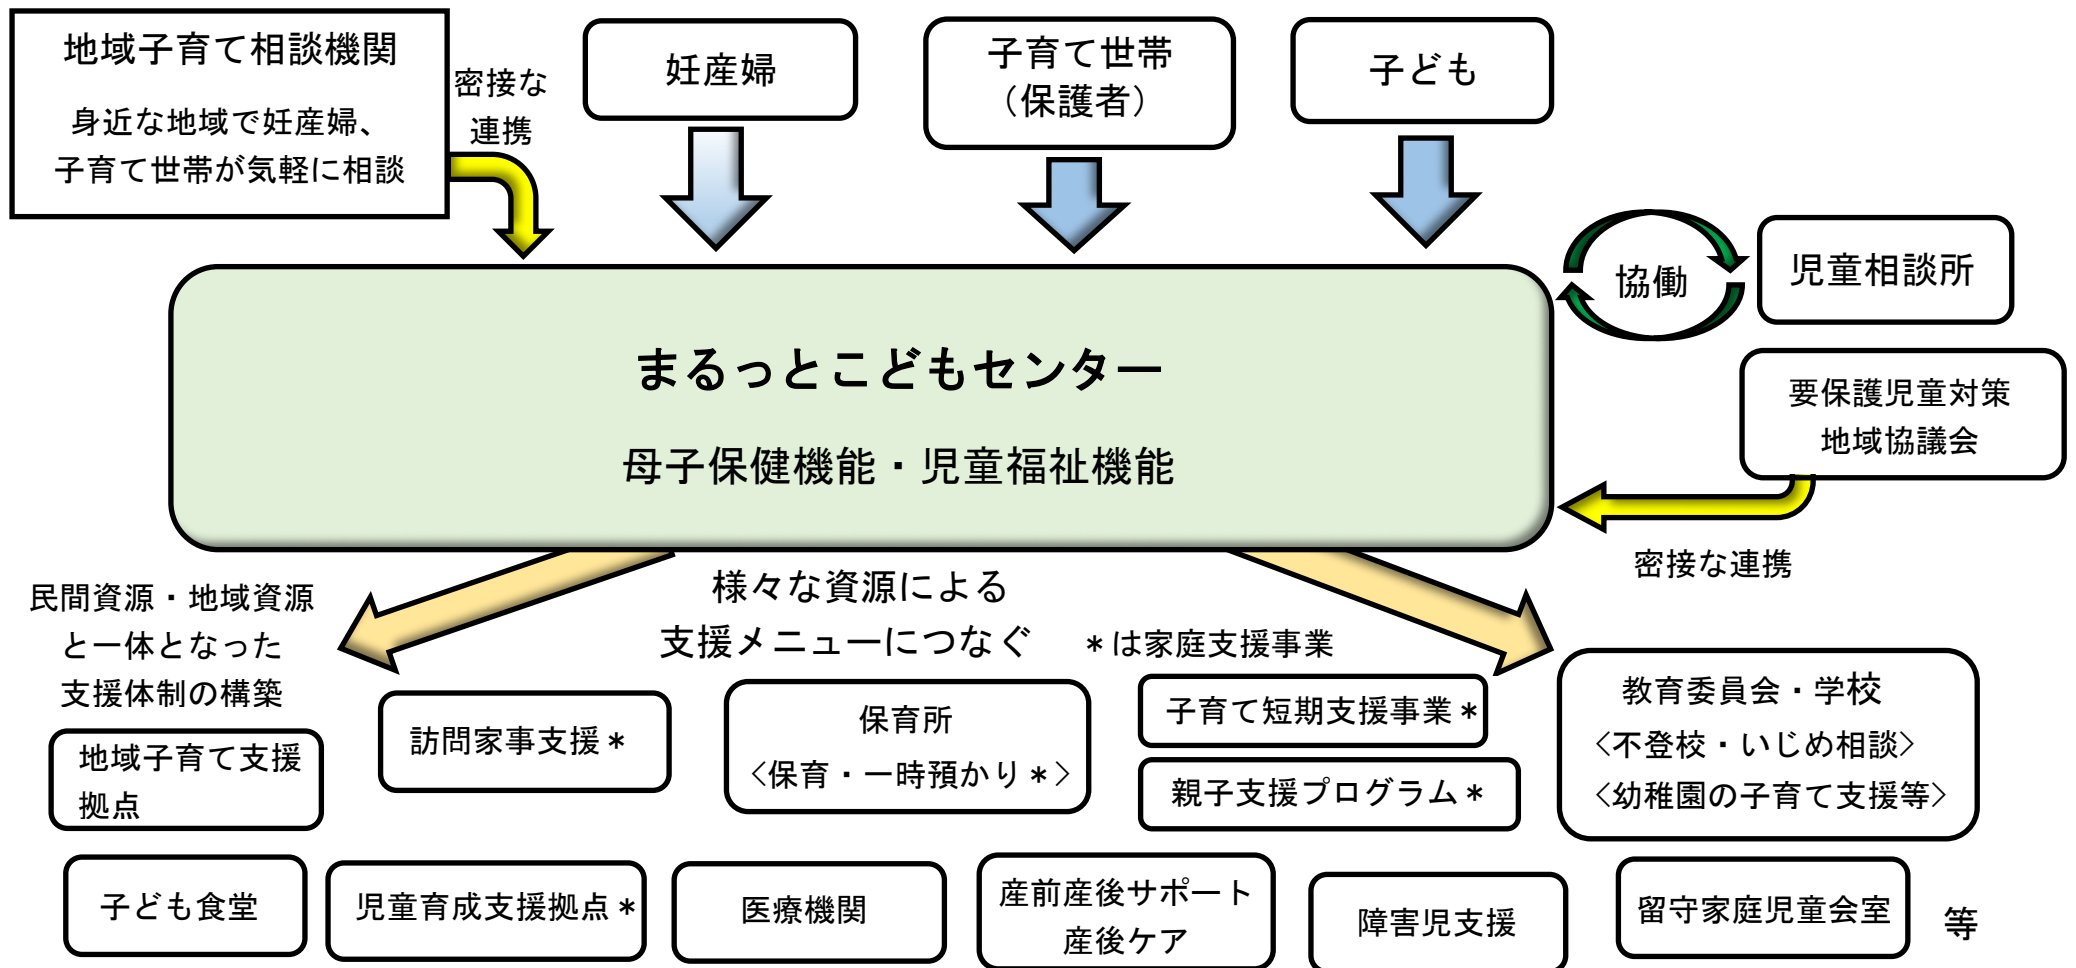 地域子育て相談機関
身近な地域で妊産婦、
子育て世帯が気軽に相談
密接な
連携
妊産婦
子育て世帯
（保護者）
子ども
協働
児童相談所
まるっとこどもセンター
母子保健機能・児童福祉機能
要保護児童対策
地域協議会
密接な連携
民間資源・地域資源
と一体となった
支援体制の構築
様々な資源による
支援メニューにつなぐ
＊は家庭支援事業
地域子育て支援
拠点
訪問家事支援＊
保育所
〈保育・一時預かり＊〉
子育て短期支援事業＊
親子支援プログラム＊
教育委員会・学校
〈不登校・いじめ相談〉
〈幼稚園の子育て支援等〉
子ども食堂
児童育成支援拠点＊
医療機関
産前産後サポート
産後ケア
障害児支援
留守家庭児童会室
等